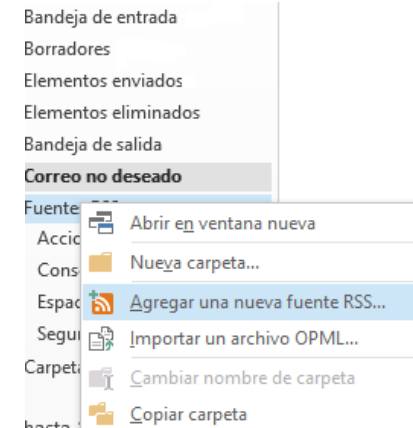 Bandeja de entrada
Borradores
Elementos enviados
Elementos eliminados
Bandeja de salida
Correo no deseado
Abrir en ventana nueva
Nueva carpeta...
Agregar una nueva fuente RSS...
Importar un archivo OPML...
Cambiar nombre de carpeta
Copiar carpeta